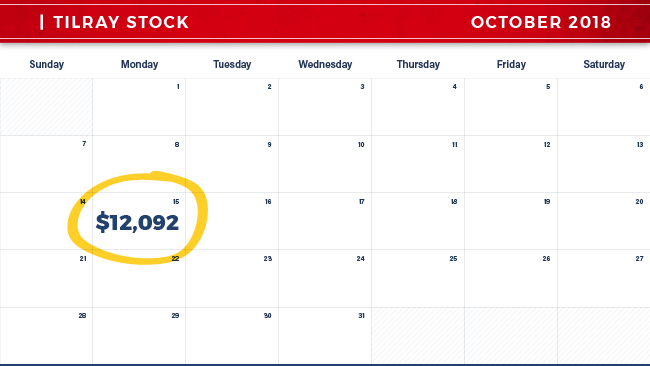 TILRAY STOCK OCTOBER 2018
Sunday Monday Tuesday Wednesday Thursday Friday Saturday
1 2 3 4 5 6
7 8 9 10 11 12 13
14 15 16 17 18 19 20
$12,092
21 22 23 24 25 26 27
28 29 30 31